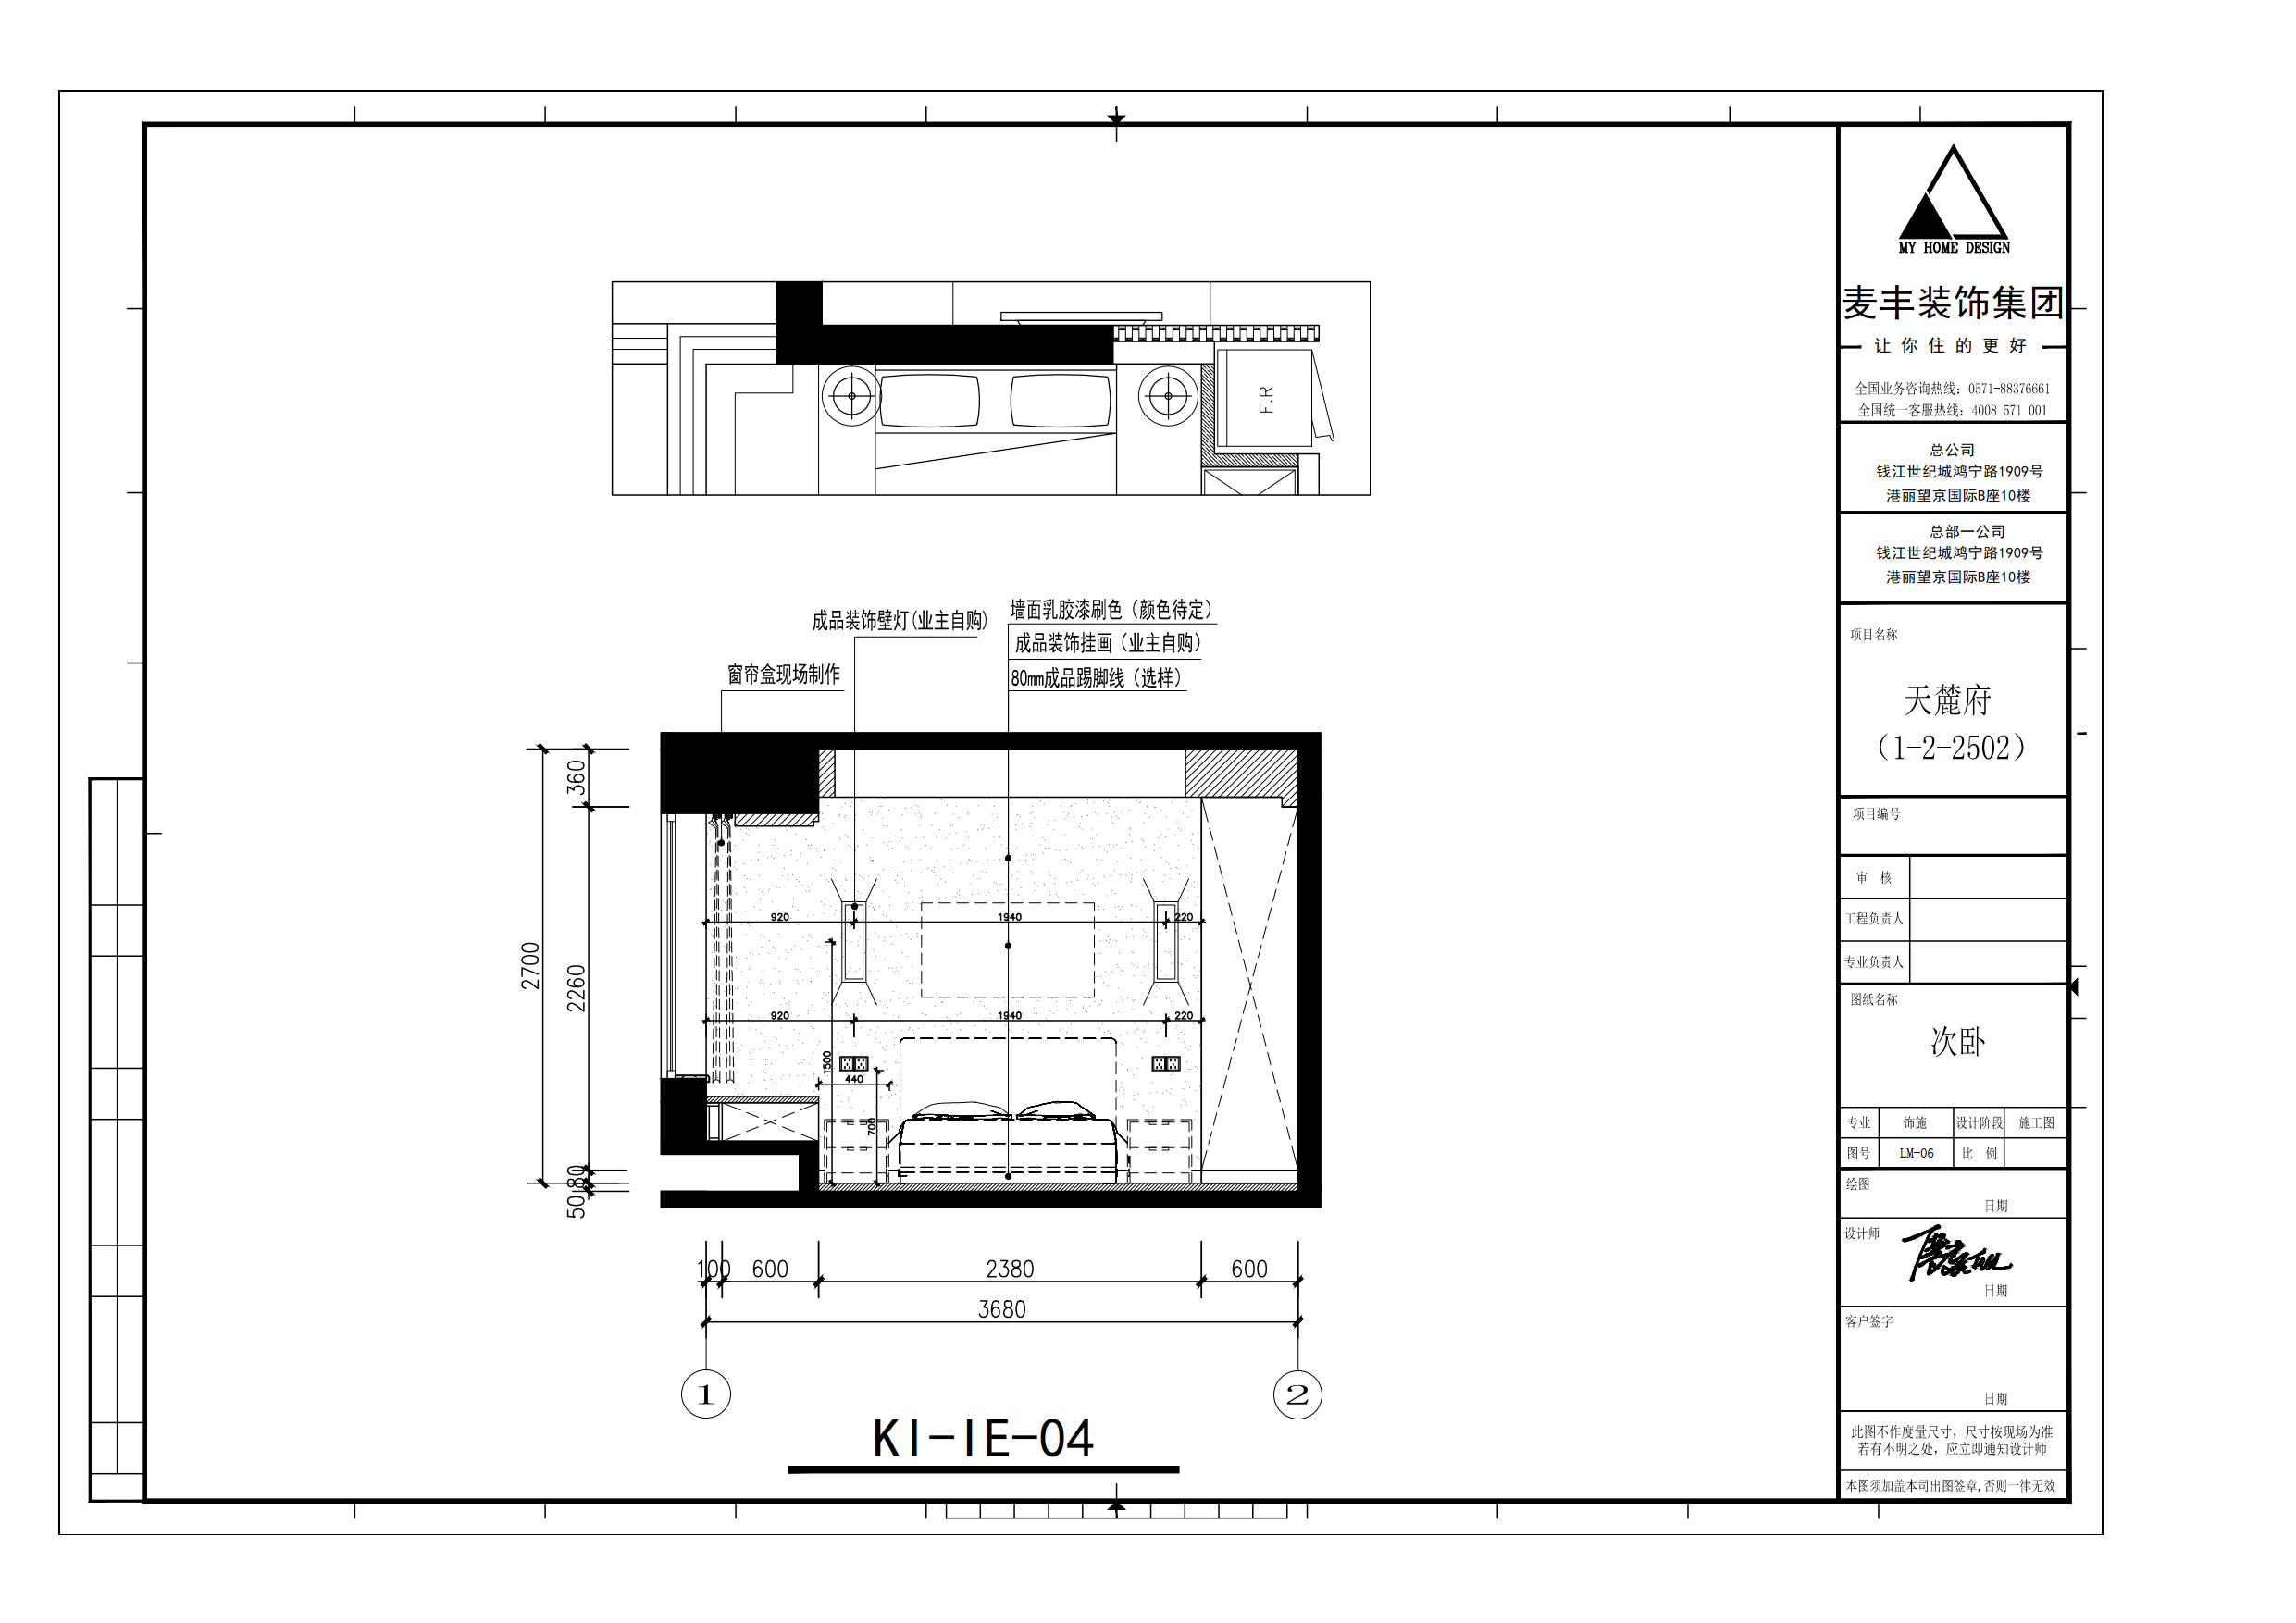 F.R
成品装饰壁灯(业主自购)
墙面乳胶漆刷色（颜色待定）
成品装饰挂画（业主自购）
80mm成品踢脚线（选样）
窗帘盒现场制作
360
2700
2260
80
50
920
1940
220
920
1940
220
1500
440
700
100
600
2380
600
3680
1
2
KI-IE-04
MY HOME DESIGN
麦丰装饰集团
让你住的更好
全国业务咨询热线：0571-88376661
全国统一客服热线：4008 571 001
总公司
钱江世纪城鸿宁路1909号
港丽望京国际B座10楼
总部一公司
钱江世纪城鸿宁路1909号
港丽望京国际B座10楼
项目名称
天麓府
（1-2-2502）
项目编号
审 核
工程负责人
专业负责人
图纸名称
次卧
专业 饰施 设计阶段 施工图
图号 LM-06 比 例
绘图
日期
设计师
日期
客户签字
日期
此图不作度量尺寸，尺寸按现场为准
若有不明之处，应立即通知设计师
本图须加盖本司出图签章,否则一律无效